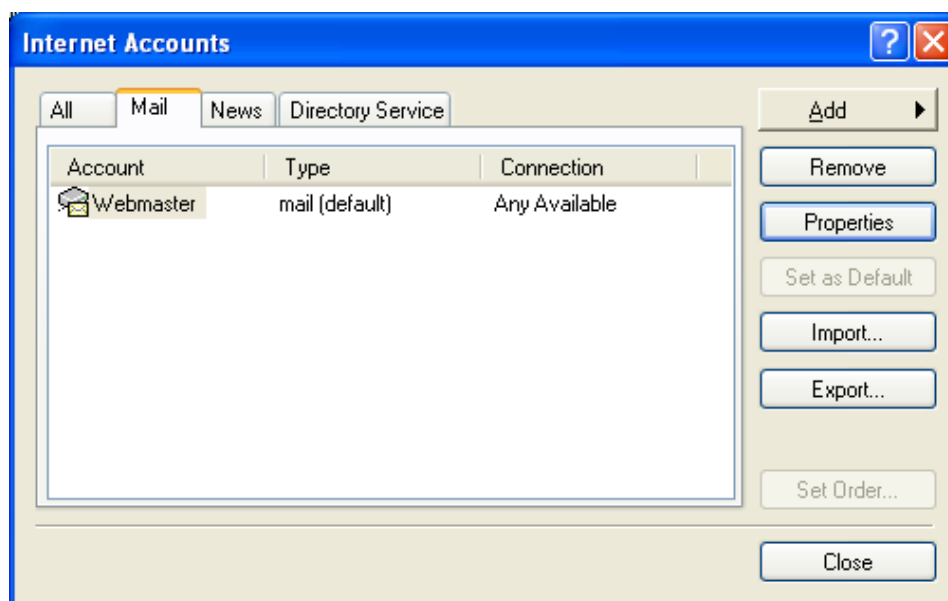 Internet Accounts
All Mail News Directory Service
Add
Account Type Connection
Remove
Webmaster mail (default) Any Available
Properties
Set as Default
Import...
Export...
Set Order...
Close